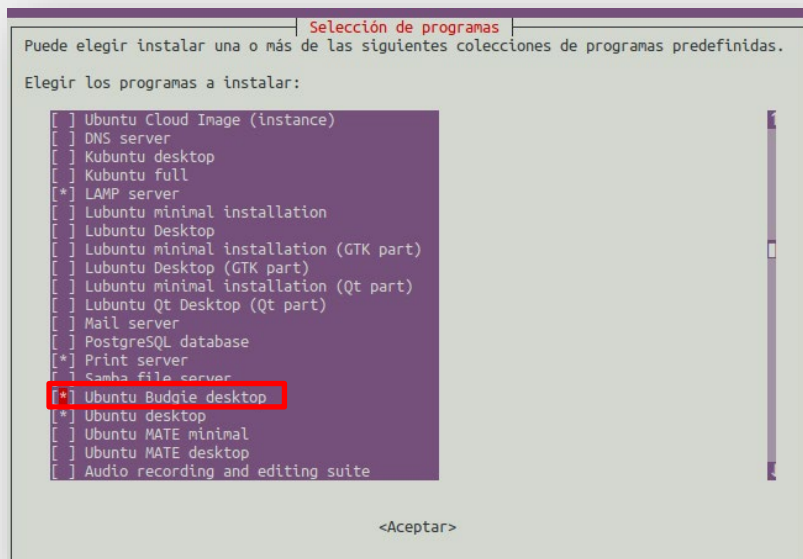 Selección de programas
Puede elegir instalar una o más de las siguientes colecciones de programas predefinidas.
Elegir los programas a instalar:
[ ] Ubuntu Cloud Image (instance)
[ ] DNS server
[ ] Kubuntu desktop
[ ] Kubuntu full
[*] LAMP server
[ ] Lubuntu minimal installation
[ ] Lubuntu Desktop
[ ] Lubuntu minimal installation (GTK part)
[ ] Lubuntu Desktop (GTK part)
[ ] Lubuntu minimal installation (Qt part)
[ ] Lubuntu Qt Desktop (Qt part)
[ ] Mail server
[ ] PostgreSQL database
[*] Print server
[ ] Samba file server
[*] Ubuntu Budgie desktop
[*] Ubuntu desktop
[ ] Ubuntu MATE minimal
[ ] Ubuntu MATE desktop
[ ] Audio recording and editing suite
<Aceptar>